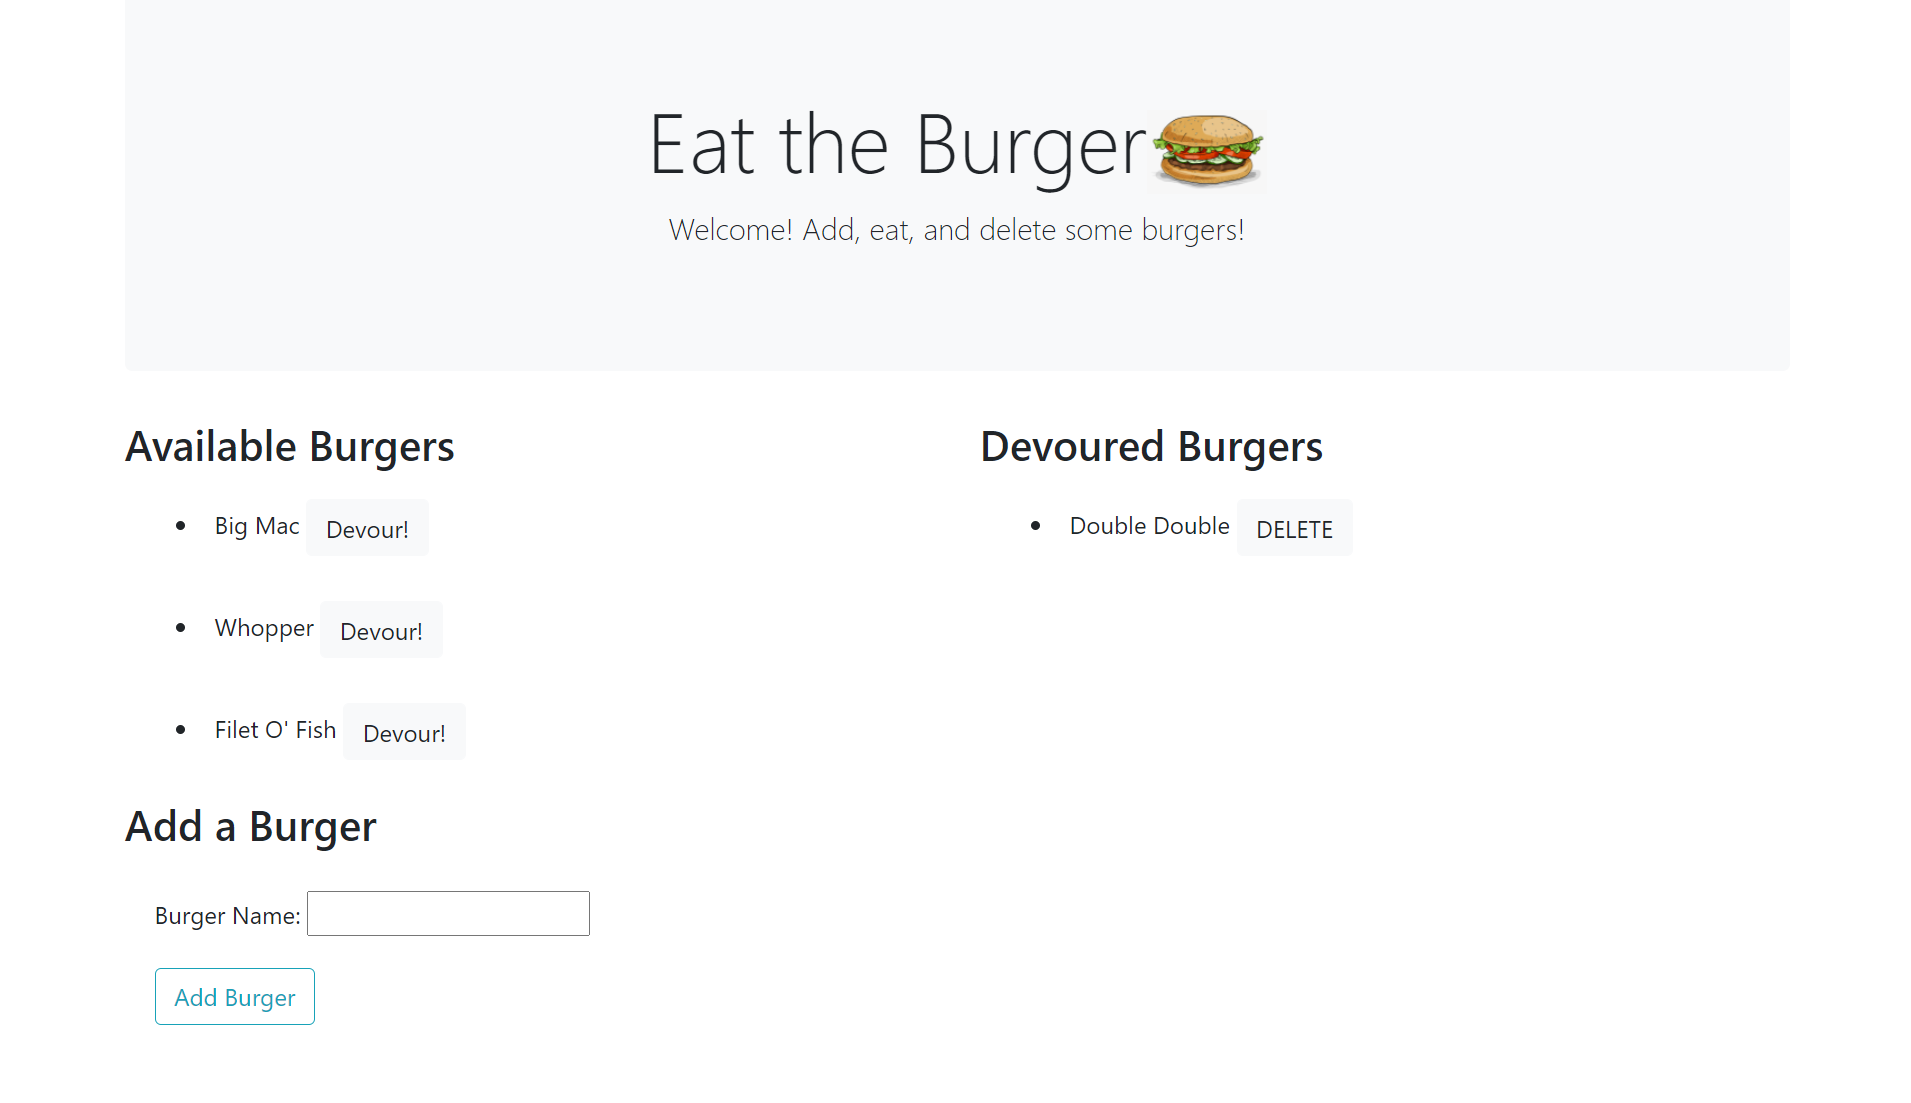 Eat the Burger
Welcome! Add, eat, and delete some burgers!
Available Burgers
Big Mac Devour!
Whopper Devour!
Filet O' Fish Devour!
Devoured Burgers
Double Double DELETE
Add a Burger
Burger Name:
Add Burger